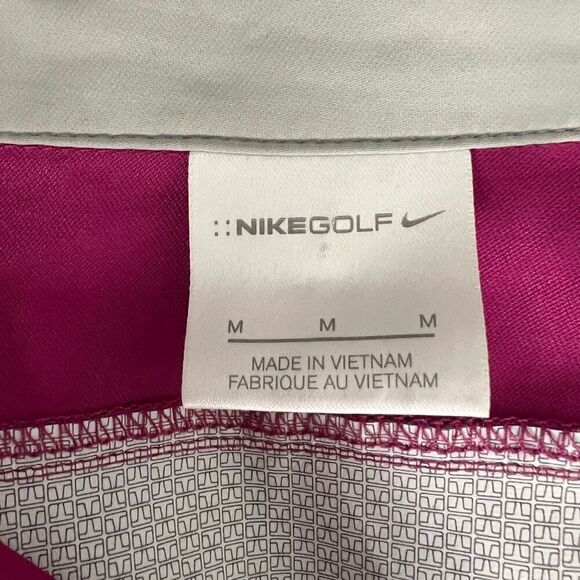 ::NIKEGOLF
M M M
MADE IN VIETNAM
FABRIQUE AU VIETNAM